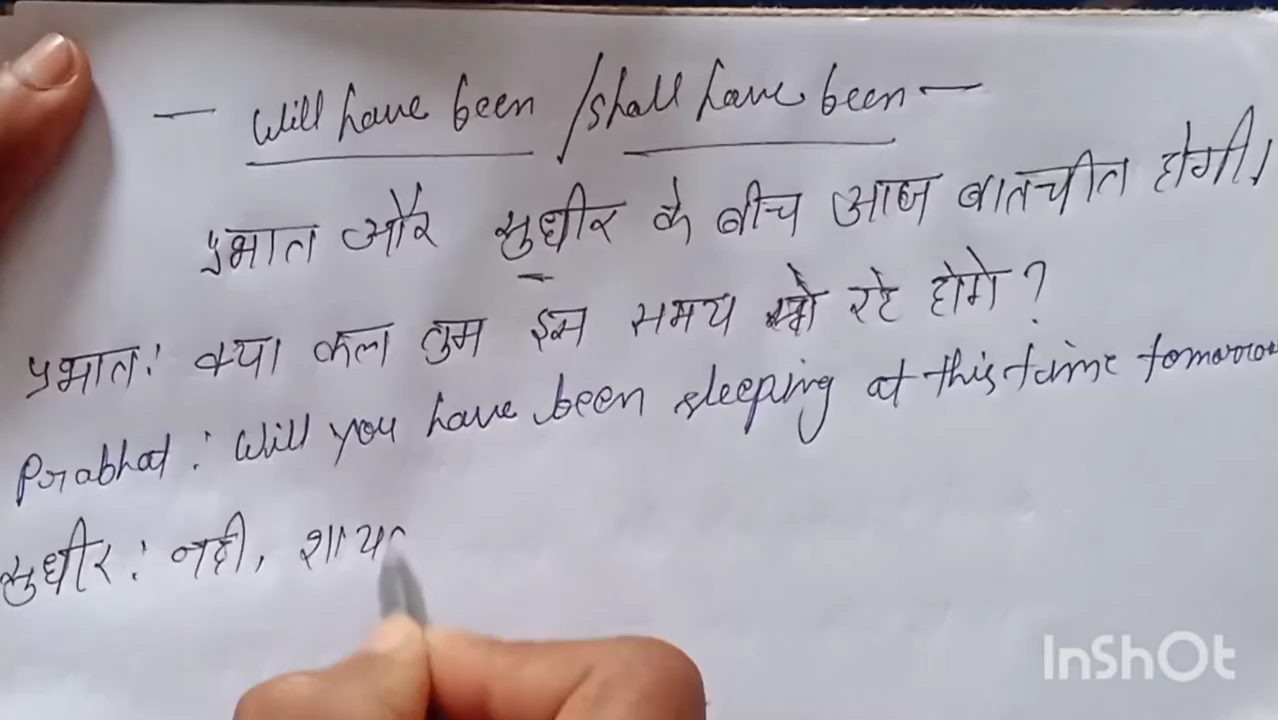 — Will have been / shall have been —
प्रभात और सुधीर के बीच आज बातचीत होगी।
प्रभात: क्या कल तुम इस समय सो रहे होगे?
Prabhat: Will you have been sleeping at this time tomorrow
सुधीर: नही, शाय
InShOt